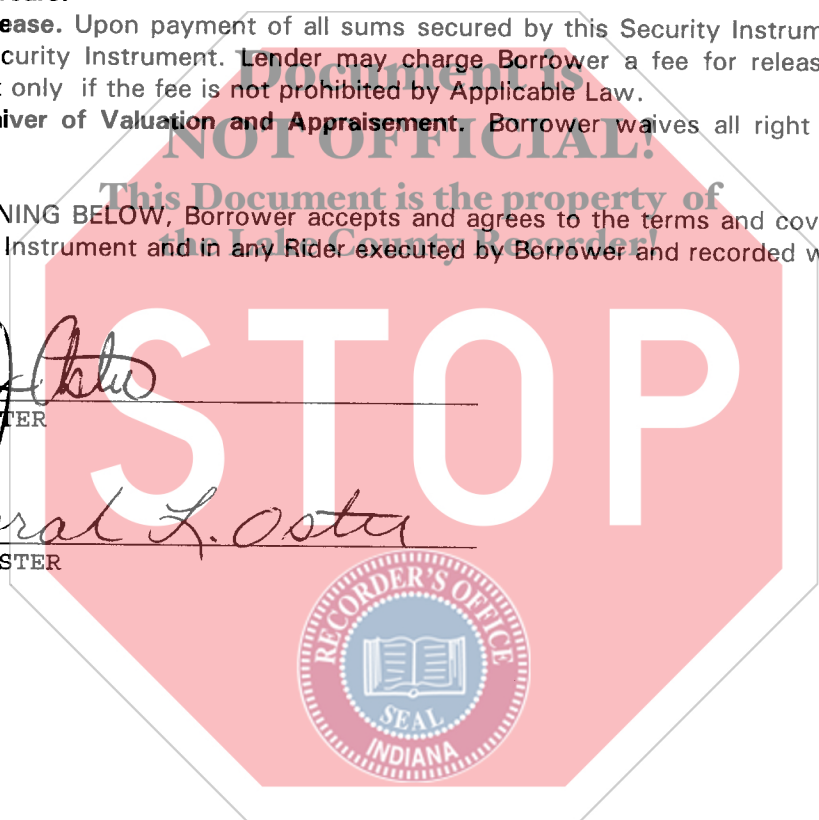 ease. Upon payment of all sums secured by this Security Instrum
curity Instrument. Lender may charge Borrower a fee for releas
only if the fee is not prohibited by Applicable Law.
iver of Valuation and Appraisement. Borrower waives all right
Document is
NOT OFFICIAL!
This Document is the property of
the Lake County Recorder!
NING BELOW, Borrower accepts and agrees to the terms and cov
Instrument and in any Rider executed by Borrower and recorded w
STOP
J Oster
TER
ral L. Oster
STER
RECORDER'S OFFICE
SEAL
INDIANA